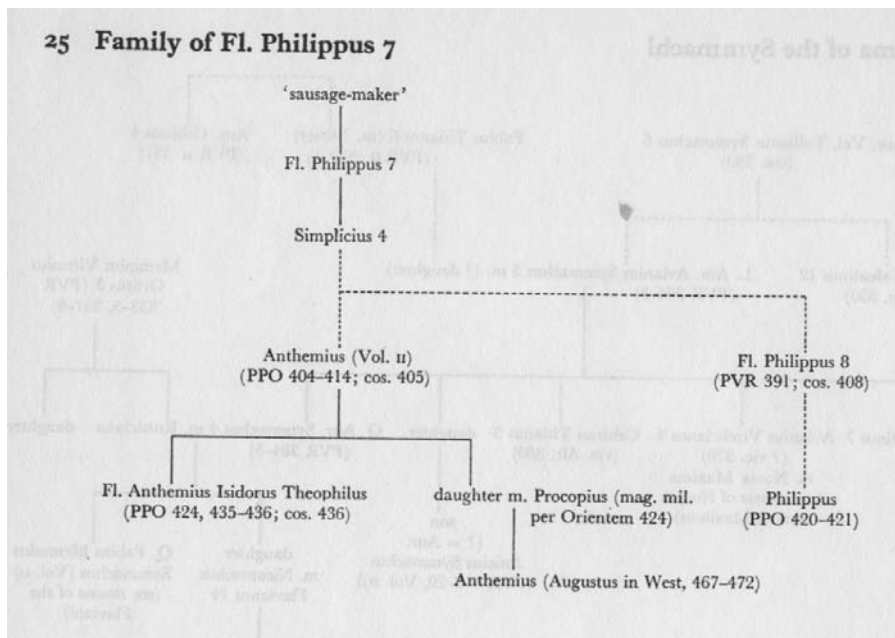 25 Family of Fl. Philippus 7
'sausage-maker'
Fl. Philippus 7
Simplicius 4
Anthemius (Vol. II)
(PPO 404–414; cos. 405)
Fl. Philippus 8
(PVR 391; cos. 408)
Fl. Anthemius Isidorus Theophilus
(PPO 424, 435–436; cos. 436)
daughter m. Procopius (mag. mil.
per Orientem 424)
Philippus
(PPO 420–421)
Anthemius (Augustus in West, 467–472)